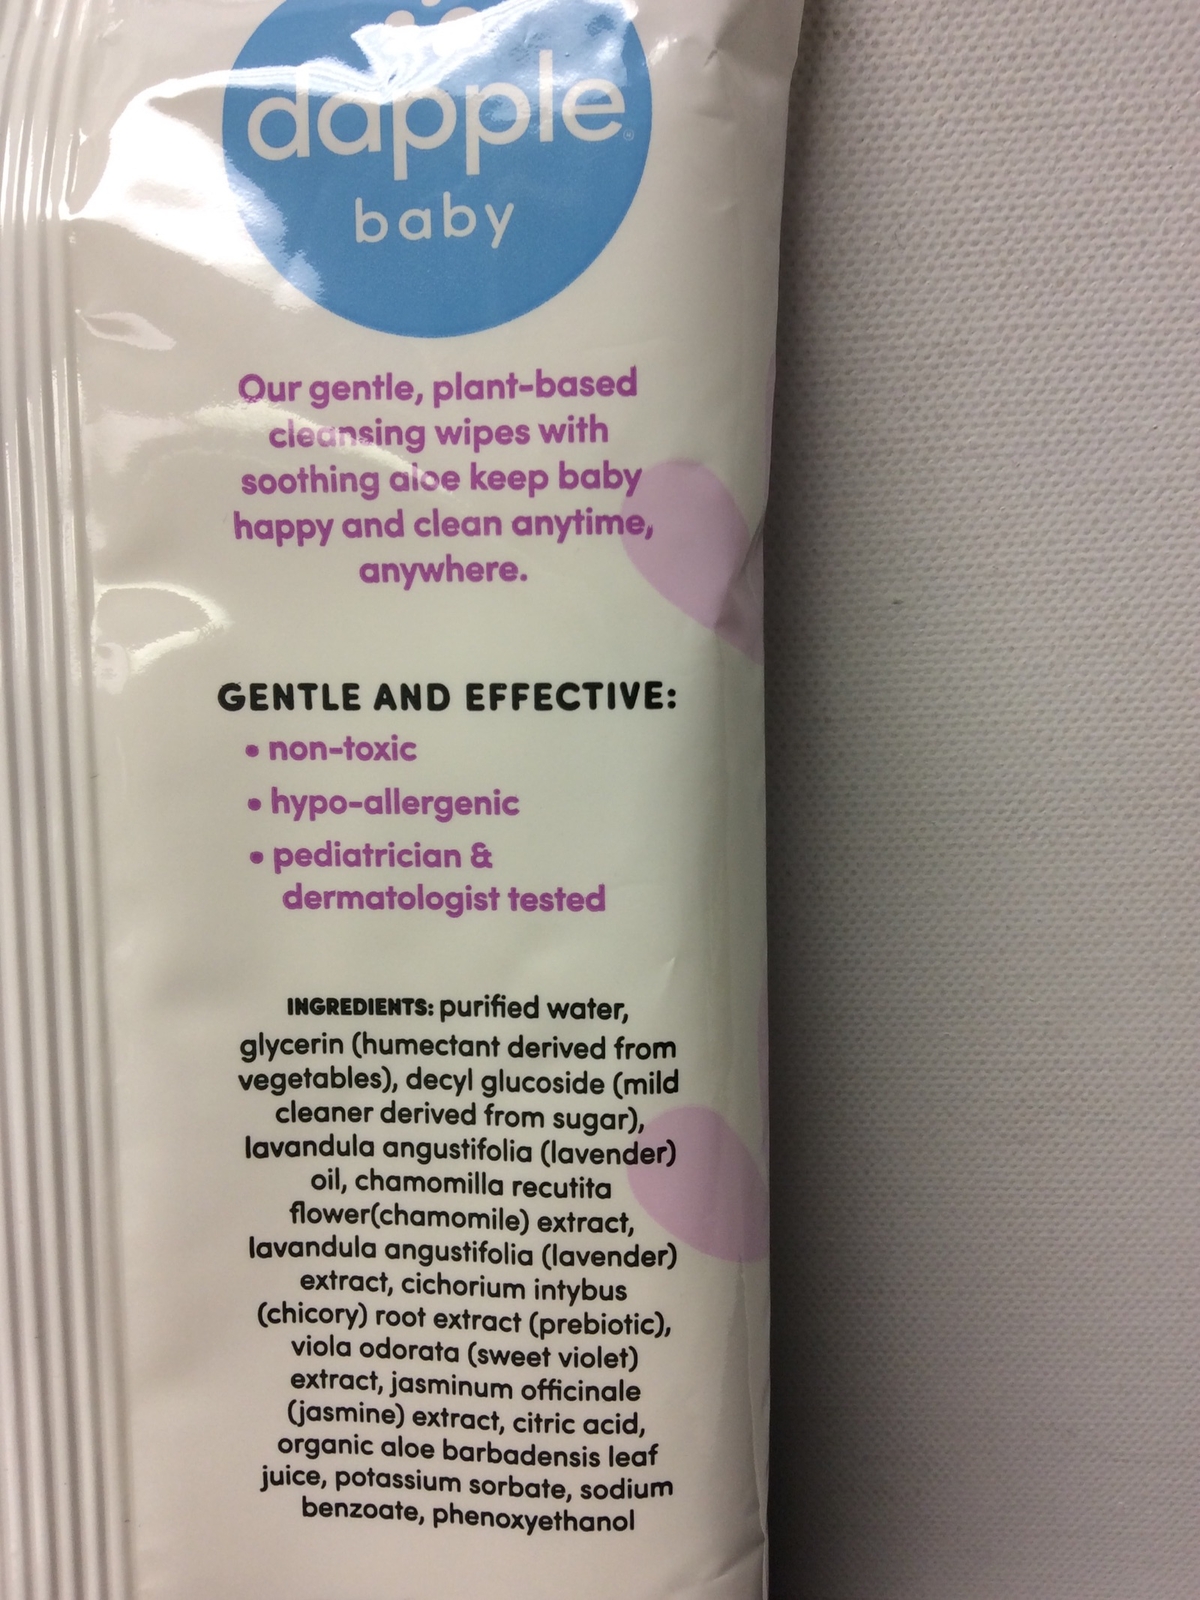 dapple®
baby
Our gentle, plant-based
cleansing wipes with
soothing aloe keep baby
happy and clean anytime,
anywhere.
GENTLE AND EFFECTIVE:
• non-toxic
• hypo-allergenic
• pediatrician &
dermatologist tested
INGREDIENTS: purified water,
glycerin (humectant derived from
vegetables), decyl glucoside (mild
cleaner derived from sugar),
lavandula angustifolia (lavender)
oil, chamomilla recutita
flower(chamomile) extract,
lavandula angustifolia (lavender)
extract, cichorium intybus
(chicory) root extract (prebiotic),
viola odorata (sweet violet)
extract, jasminum officinale
(jasmine) extract, citric acid,
organic aloe barbadensis leaf
juice, potassium sorbate, sodium
benzoate, phenoxyethanol